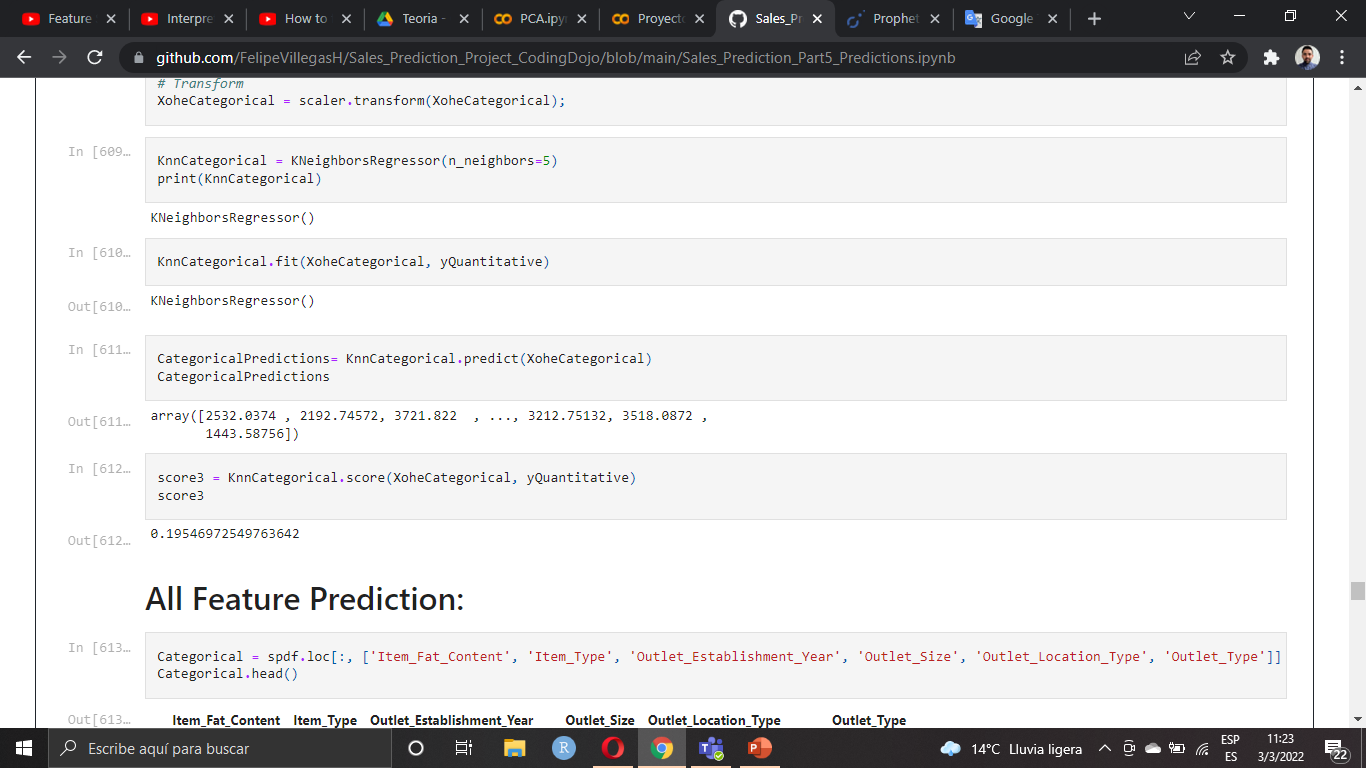 Feature
Interpre
How to
Teoria -
PCA.ipy
Proyect
Sales_Pr
Prophet
Google
github.com/FelipeVillegasH/Sales_Prediction_Project_CodingDojo/blob/main/Sales_Prediction_Part5_Predictions.ipynb
# Transform
XoheCategorical = scaler.transform(XoheCategorical);
In [609…
KnnCategorical = KNeighborsRegressor(n_neighbors=5)
print(KnnCategorical)
KNeighborsRegressor()
In [610…
KnnCategorical.fit(XoheCategorical, yQuantitative)
Out[610…
KNeighborsRegressor()
In [611…
CategoricalPredictions= KnnCategorical.predict(XoheCategorical)
CategoricalPredictions
Out[611…
array([2532.0374 , 2192.74572, 3721.822  , ..., 3212.75132, 3518.0872 ,
1443.58756])
In [612…
score3 = KnnCategorical.score(XoheCategorical, yQuantitative)
score3
Out[612…
0.19546972549763642
All Feature Prediction:
In [613…
Categorical = spdf.loc[:, ['Item_Fat_Content', 'Item_Type', 'Outlet_Establishment_Year', 'Outlet_Size', 'Outlet_Location_Type', 'Outlet_Type']]
Categorical.head()
Out[613…
Item_Fat_Content Item_Type Outlet_Establishment_Year Outlet_Size Outlet_Location_Type Outlet_Type
Escribe aquí para buscar
R
P
14°C Lluvia ligera
ESP
ES
11:23
3/3/2022
22